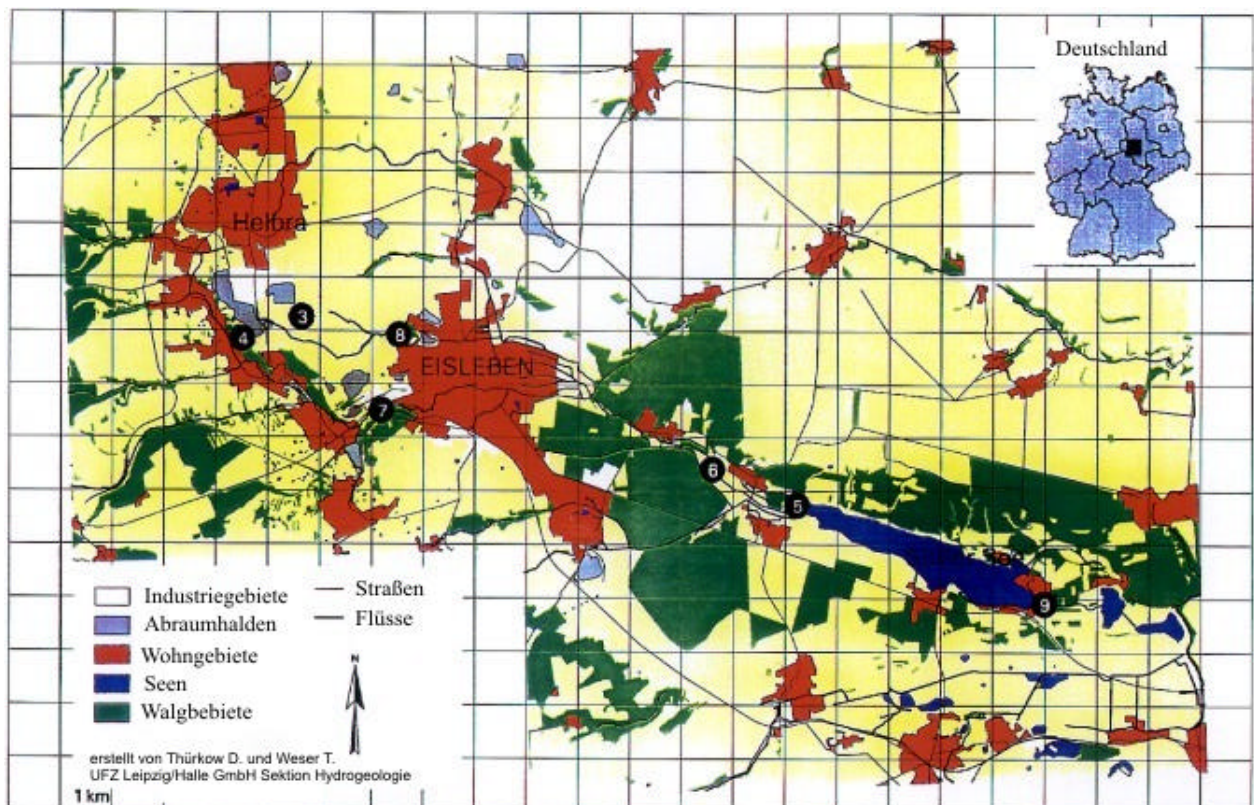 Deutschland
Helbra
3
4
8
EISLEBEN
7
6
5
9
Industriegebiete
Abraumhalden
Wohngebiete
Seen
Walgbebiete
Straßen
Flüsse
N
erstellt von Thürkow D. und Weser T.
UFZ Leipzig/Halle GmbH Sektion Hydrogeologie
1 km